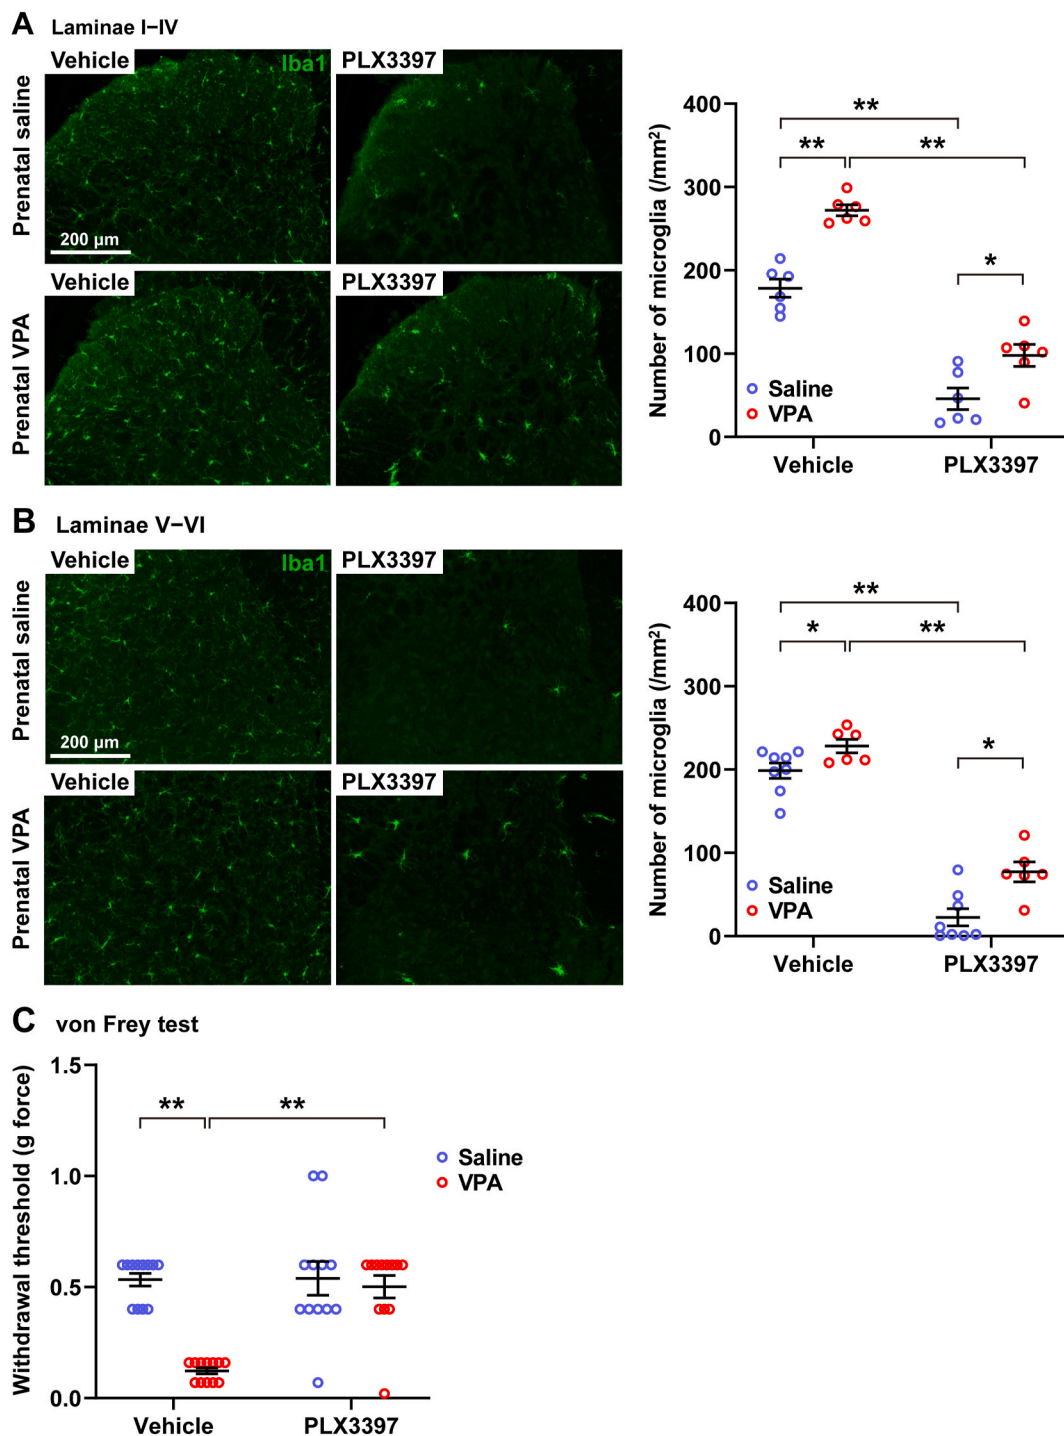 A Laminae I−IV
Vehicle Iba1 PLX3397
Prenatal saline
200 μm
Vehicle PLX3397
Prenatal VPA
Number of microglia (/mm²)
400
300
200
100
0
** 
** **
*
Saline
VPA
Vehicle PLX3397
B Laminae V−VI
Vehicle Iba1 PLX3397
Prenatal saline
200 μm
Vehicle PLX3397
Prenatal VPA
Number of microglia (/mm²)
400
300
200
100
0
**
* **
*
Saline
VPA
Vehicle PLX3397
C von Frey test
Withdrawal threshold (g force)
1.5
1.0
0.5
0.0
** **
Saline
VPA
Vehicle PLX3397